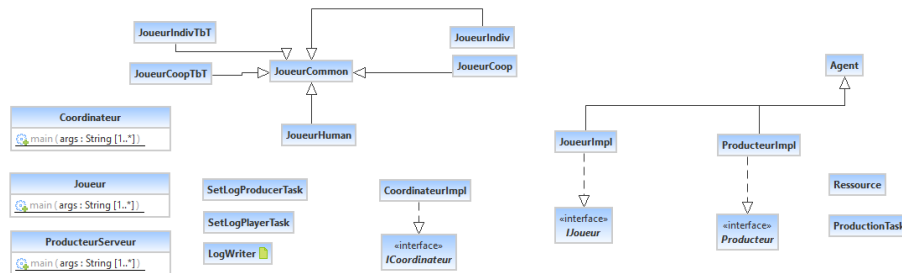 JoueurIndivTbT
JoueurIndiv
JoueurCoopTbT
JoueurCommon
JoueurCoop
Agent
Coordinateur
main ( args : String [1..*] )
JoueurHuman
JoueurImpl
ProducteurImpl
Joueur
main ( args : String [1..*] )
SetLogProducerTask
CoordinateurImpl
Ressource
SetLogPlayerTask
«interface»
IJoueur
«interface»
Producteur
ProductionTask
ProducteurServeur
main ( args : String [1..*] )
LogWriter
«interface»
ICoordinateur